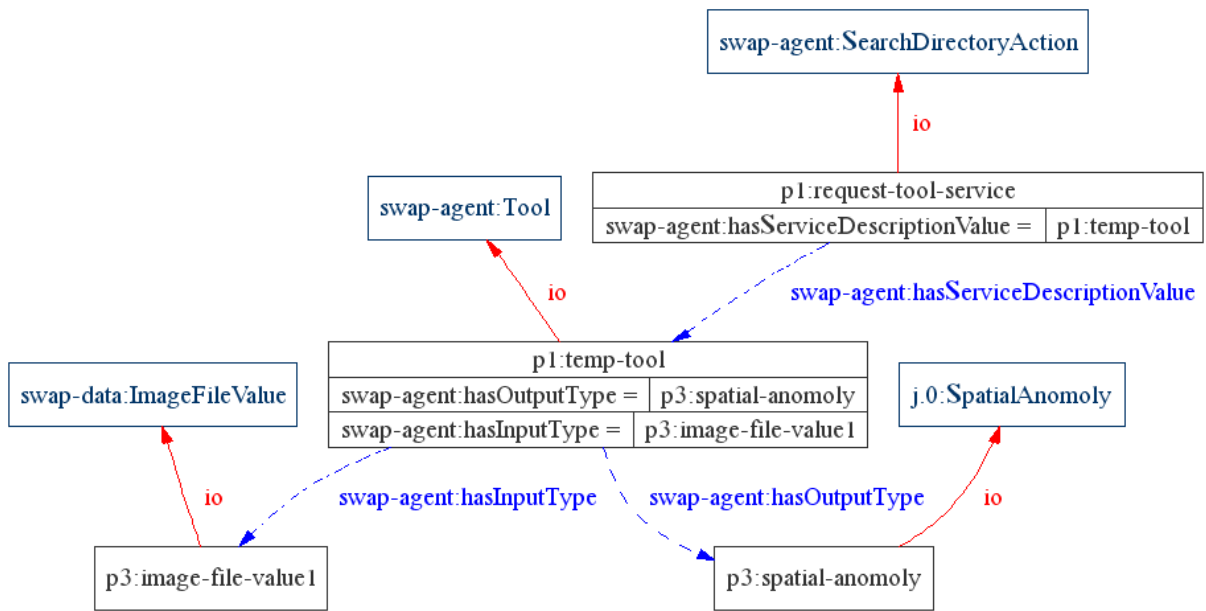 swap-agent:SearchDirectoryAction
io
p1:request-tool-service
swap-agent:hasServiceDescriptionValue = p1:temp-tool
swap-agent:Tool
io
swap-agent:hasServiceDescriptionValue
p1:temp-tool
swap-agent:hasOutputType = p3:spatial-anomoly
swap-agent:hasInputType = p3:image-file-value1
swap-data:ImageFileValue
j.0:SpatialAnomoly
io
swap-agent:hasInputType
swap-agent:hasOutputType
io
p3:image-file-value1
p3:spatial-anomoly